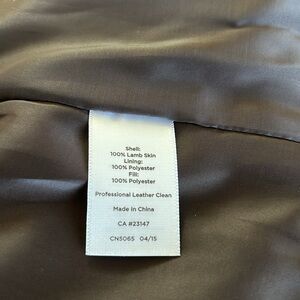 Shell:
100% Lamb Skin
Lining:
100% Polyester
Fill:
100% Polyester
Professional Leather Clean
Made in China
CA #23147
CN5065 04/15